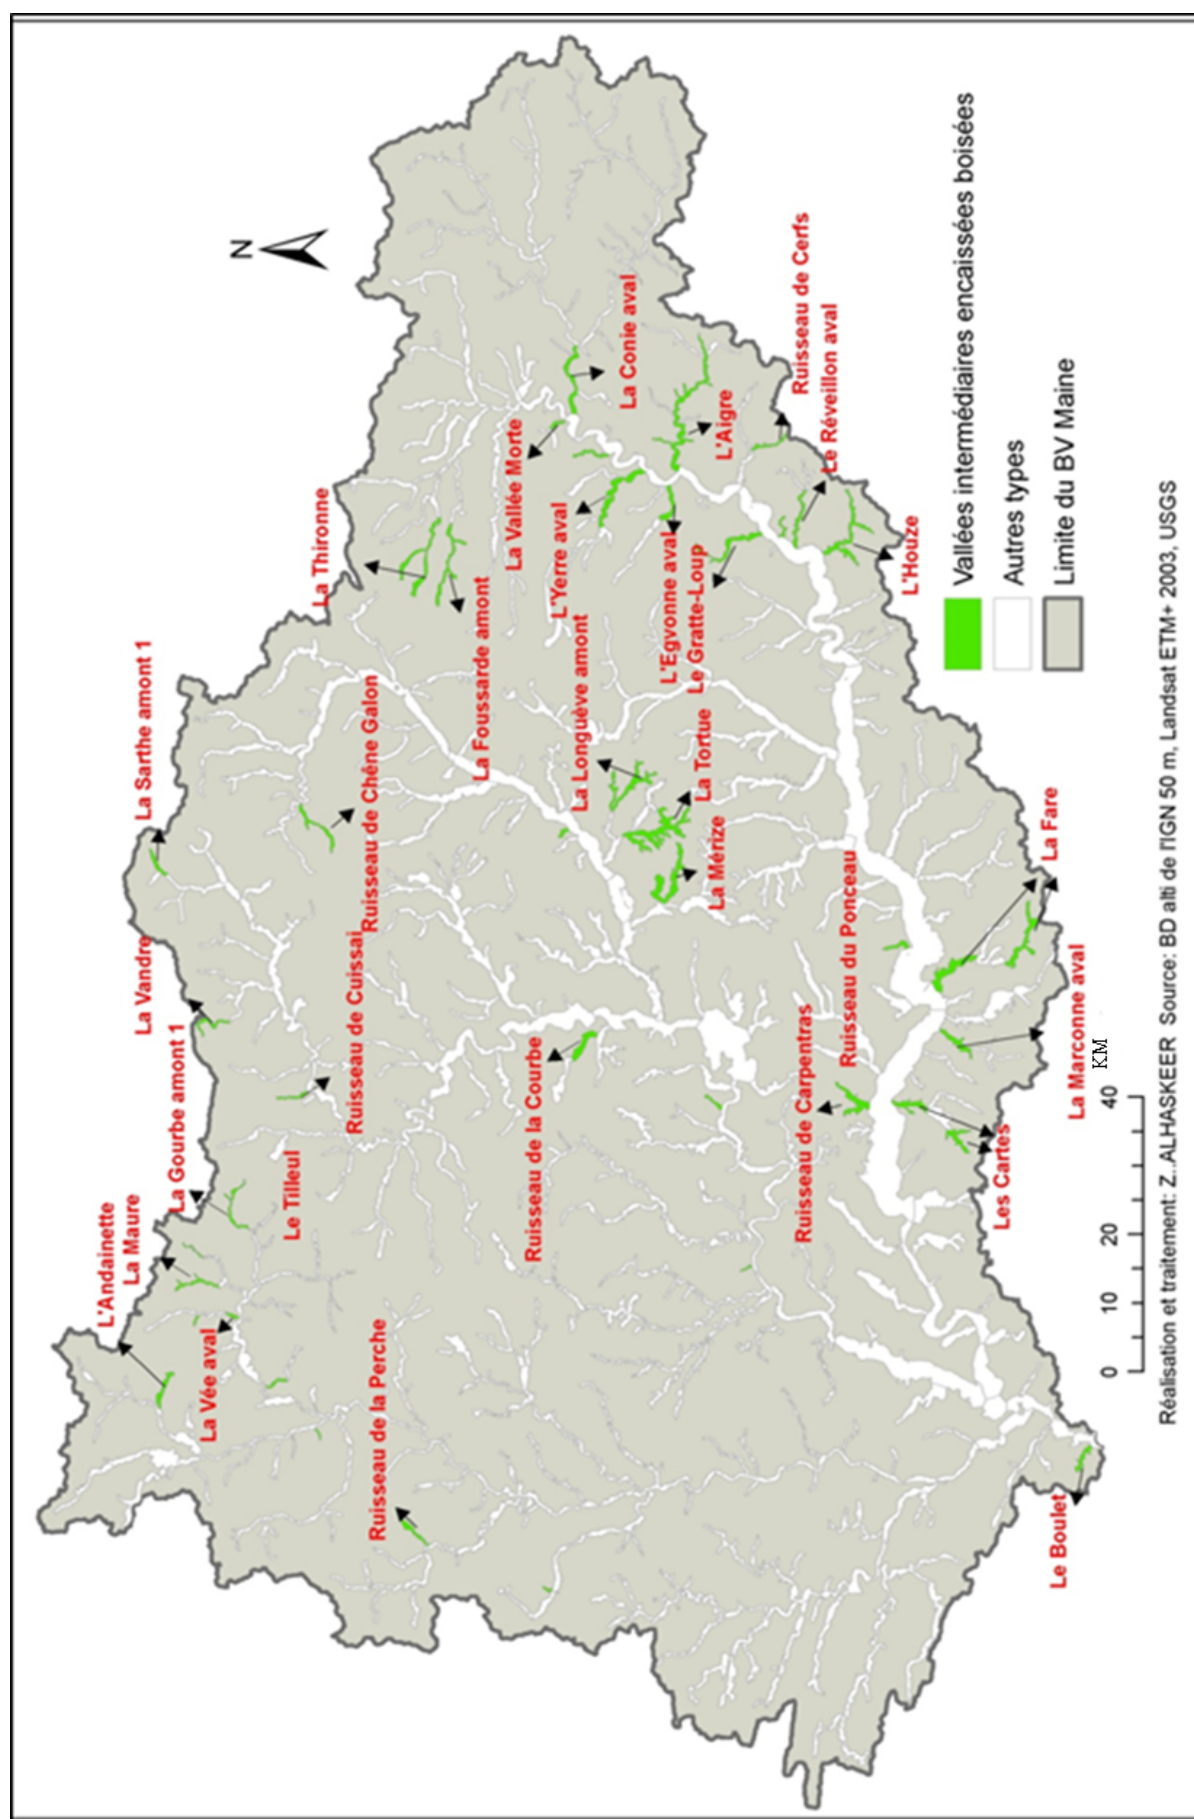 N
L'Andainette
La Maure
La Gourbe amont 1
La Vandre
La Sarthe amont 1
La Thironne
La Vée aval
Le Tilleul
Ruisseau de Cuissai
Ruisseau de Chêne Galon
La Foussarde amont
La Vallée Morte
La Conie aval
Ruisseau de la Perche
Ruisseau de la Courbe
La Longuève amont
L'Yerre aval
L'Egvonne aval
Le Gratte-Loup
L'Aigre
La Tortue
La Mérize
Ruisseau de Cerfs
Le Réveillon aval
L'Houze
Ruisseau de Carpentras
Ruisseau du Ponceau
La Fare
La Marconne aval
Les Cartes
Le Boulet
Vallées intermédiaires encaissées boisées
Autres types
Limite du BV Maine
0 10 20 40 KM
Réalisation et traitement: Z..ALHASKEER Source: BD alti de l'IGN 50 m, Landsat ETM+ 2003, USGS